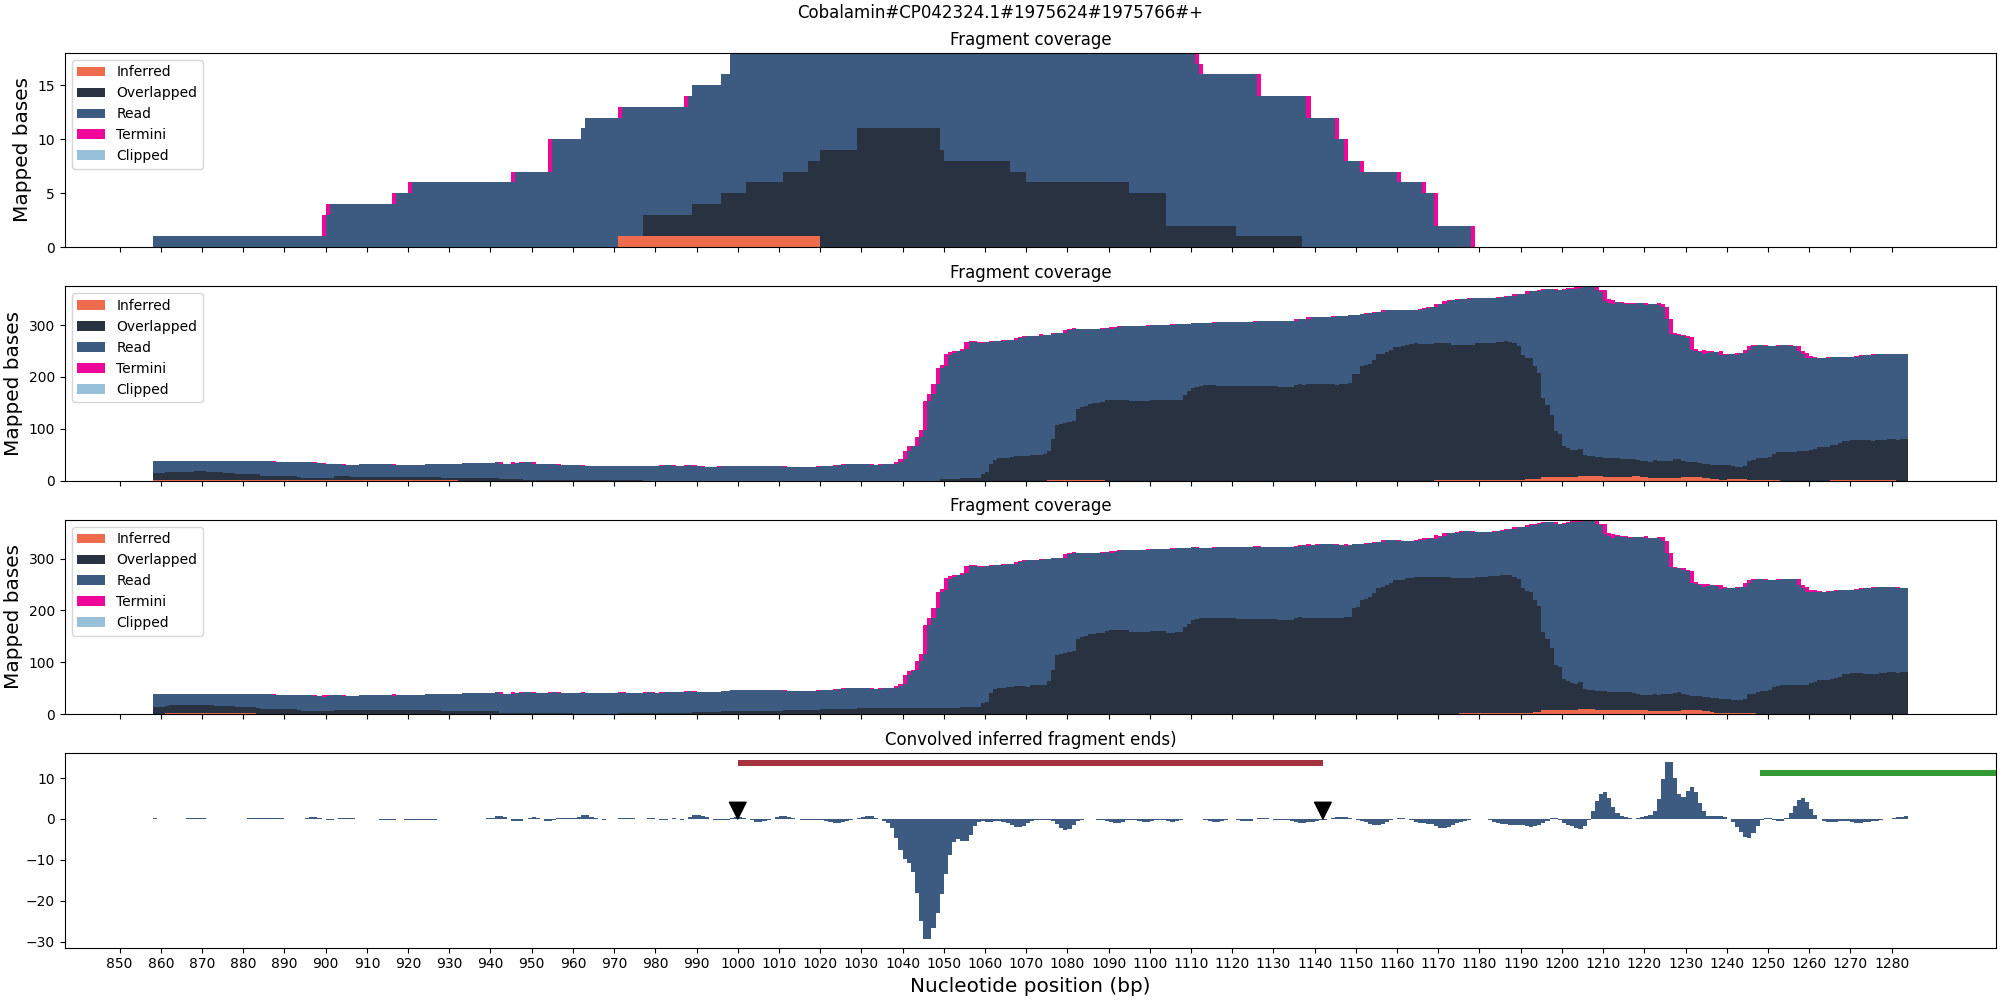 Cobalamin#CP042324.1#1975624#1975766#+
Fragment coverage
Mapped bases
15
10
5
0
Inferred
Overlapped
Read
Termini
Clipped
Fragment coverage
Mapped bases
300
200
100
0
Inferred
Overlapped
Read
Termini
Clipped
Fragment coverage
Mapped bases
300
200
100
0
Inferred
Overlapped
Read
Termini
Clipped
Convolved inferred fragment ends)
10
0
−10
−20
−30
850 860 870 880 890 900 910 920 930 940 950 960 970 980 990 1000 1010 1020 1030 1040 1050 1060 1070 1080 1090 1100 1110 1120 1130 1140 1150 1160 1170 1180 1190 1200 1210 1220 1230 1240 1250 1260 1270 1280
Nucleotide position (bp)